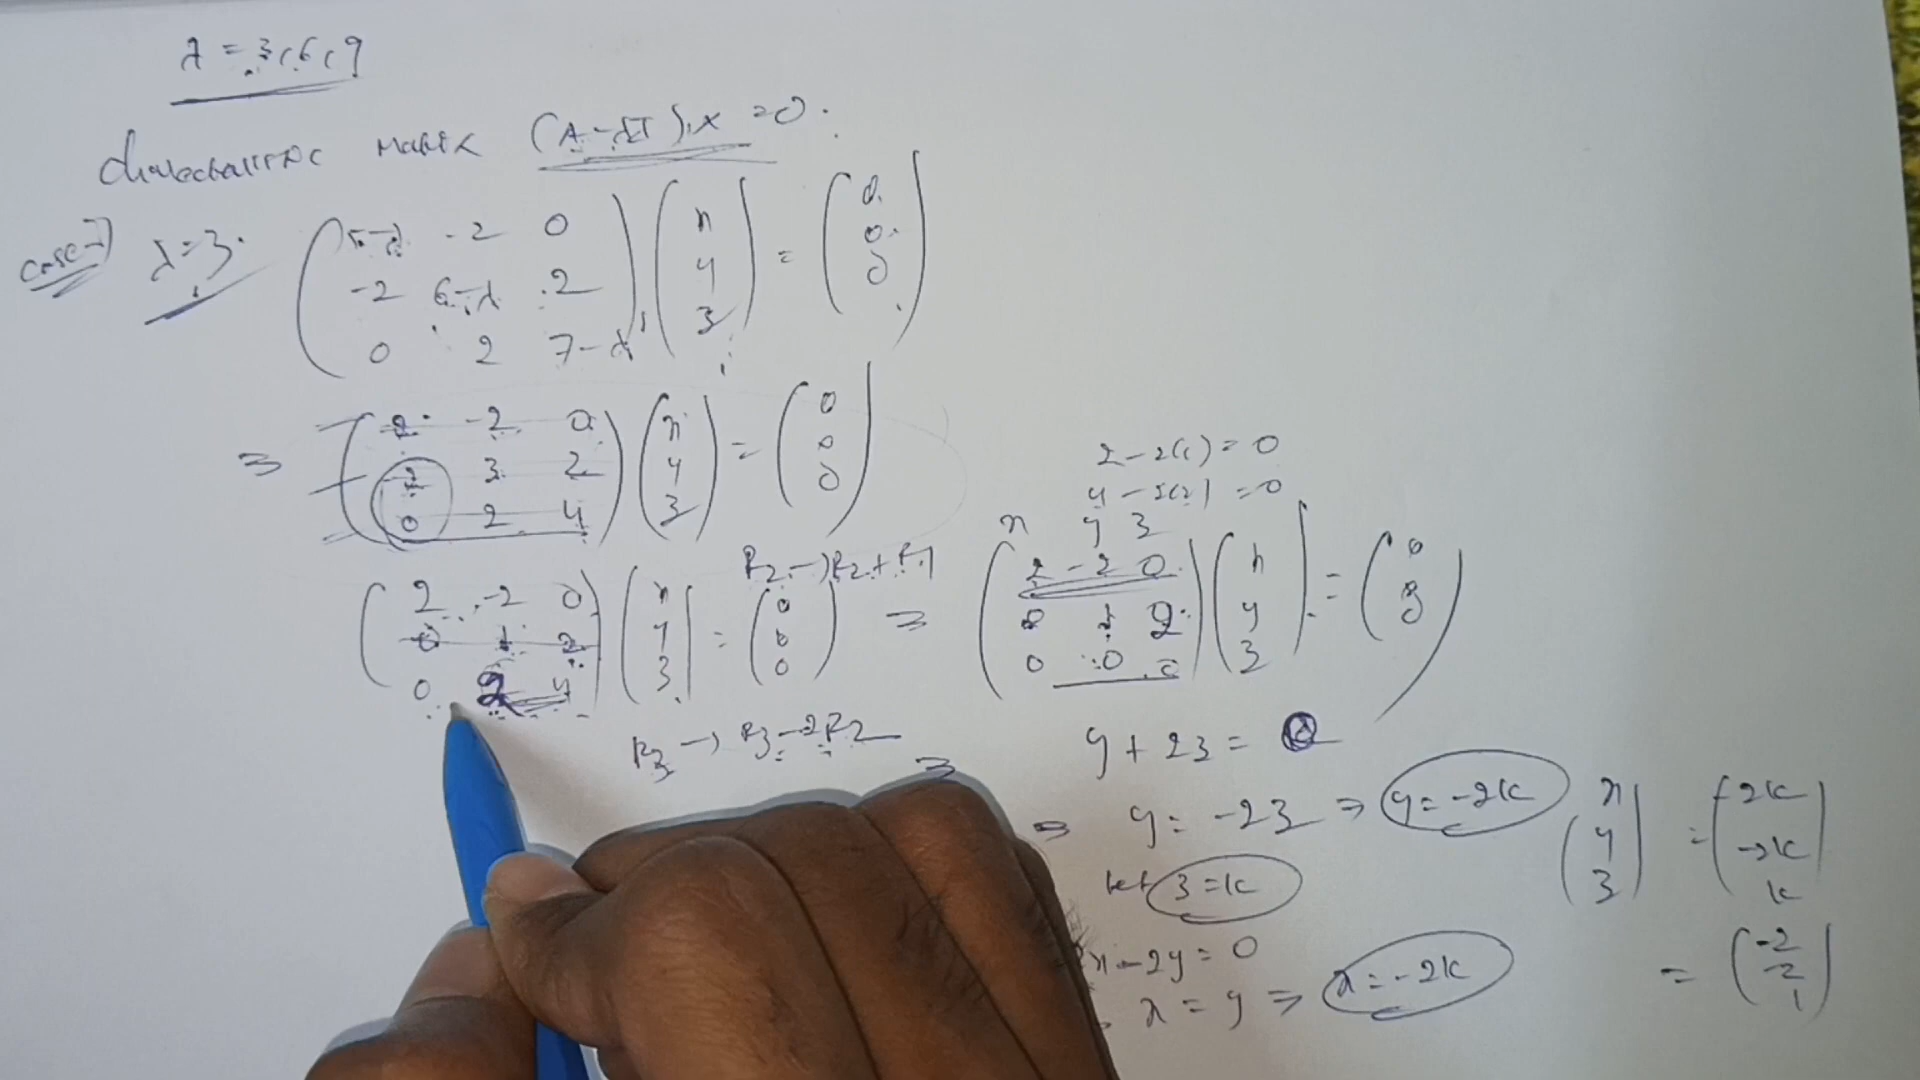 λ = 3, 6, 9
characteristic matrix (A-λI).x = 0.
case-I) λ=3.
( 5-λ -2 0 ) ( x ) = ( 0 )
( -2 6-λ 2 ) ( y ) ( 0 )
( 0 2 7-λ ) ( z ) ( 0 )
⇒ ( 2 -2 0 ) ( x ) = ( 0 )
( -2 3 2 ) ( y ) ( 0 )
( 0 2 4 ) ( z ) ( 0 )
R2 → R2 + R1
( 2 -2 0 ) ( x ) = ( 0 )
( 0 1 2 ) ( y ) ( 0 )
( 0 2 4 ) ( z ) ( 0 )
R3 → R3 - 2R2
2 - 2(1) = 0
4 - 2(2) = 0
x y z
⇒ ( 2 -2 0 ) ( x ) = ( 0 )
( 0 1 2 ) ( y ) ( 0 )
( 0 0 0 ) ( z )
⇒ y + 2z = 0
⇒ y = -2z ⇒ y = -2k
let z = k
2x - 2y = 0
x = y ⇒ x = -2k
( x ) = ( -2k )
( y ) ( -2k )
( z ) ( k )
= ( -2 )
( -2 )
( 1 )